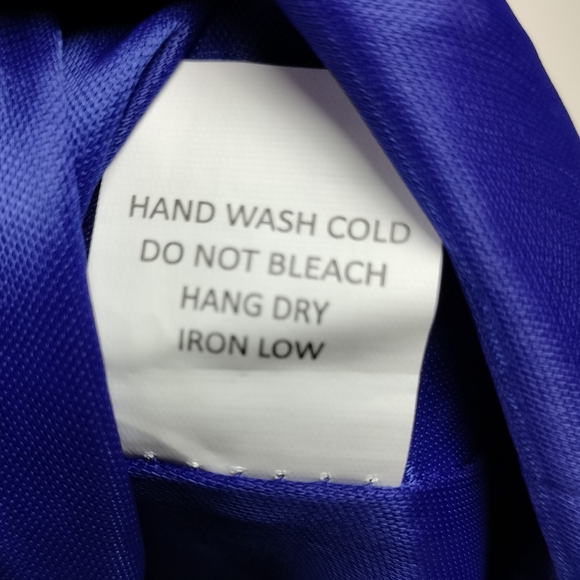 HAND WASH COLD
DO NOT BLEACH
HANG DRY
IRON LOW